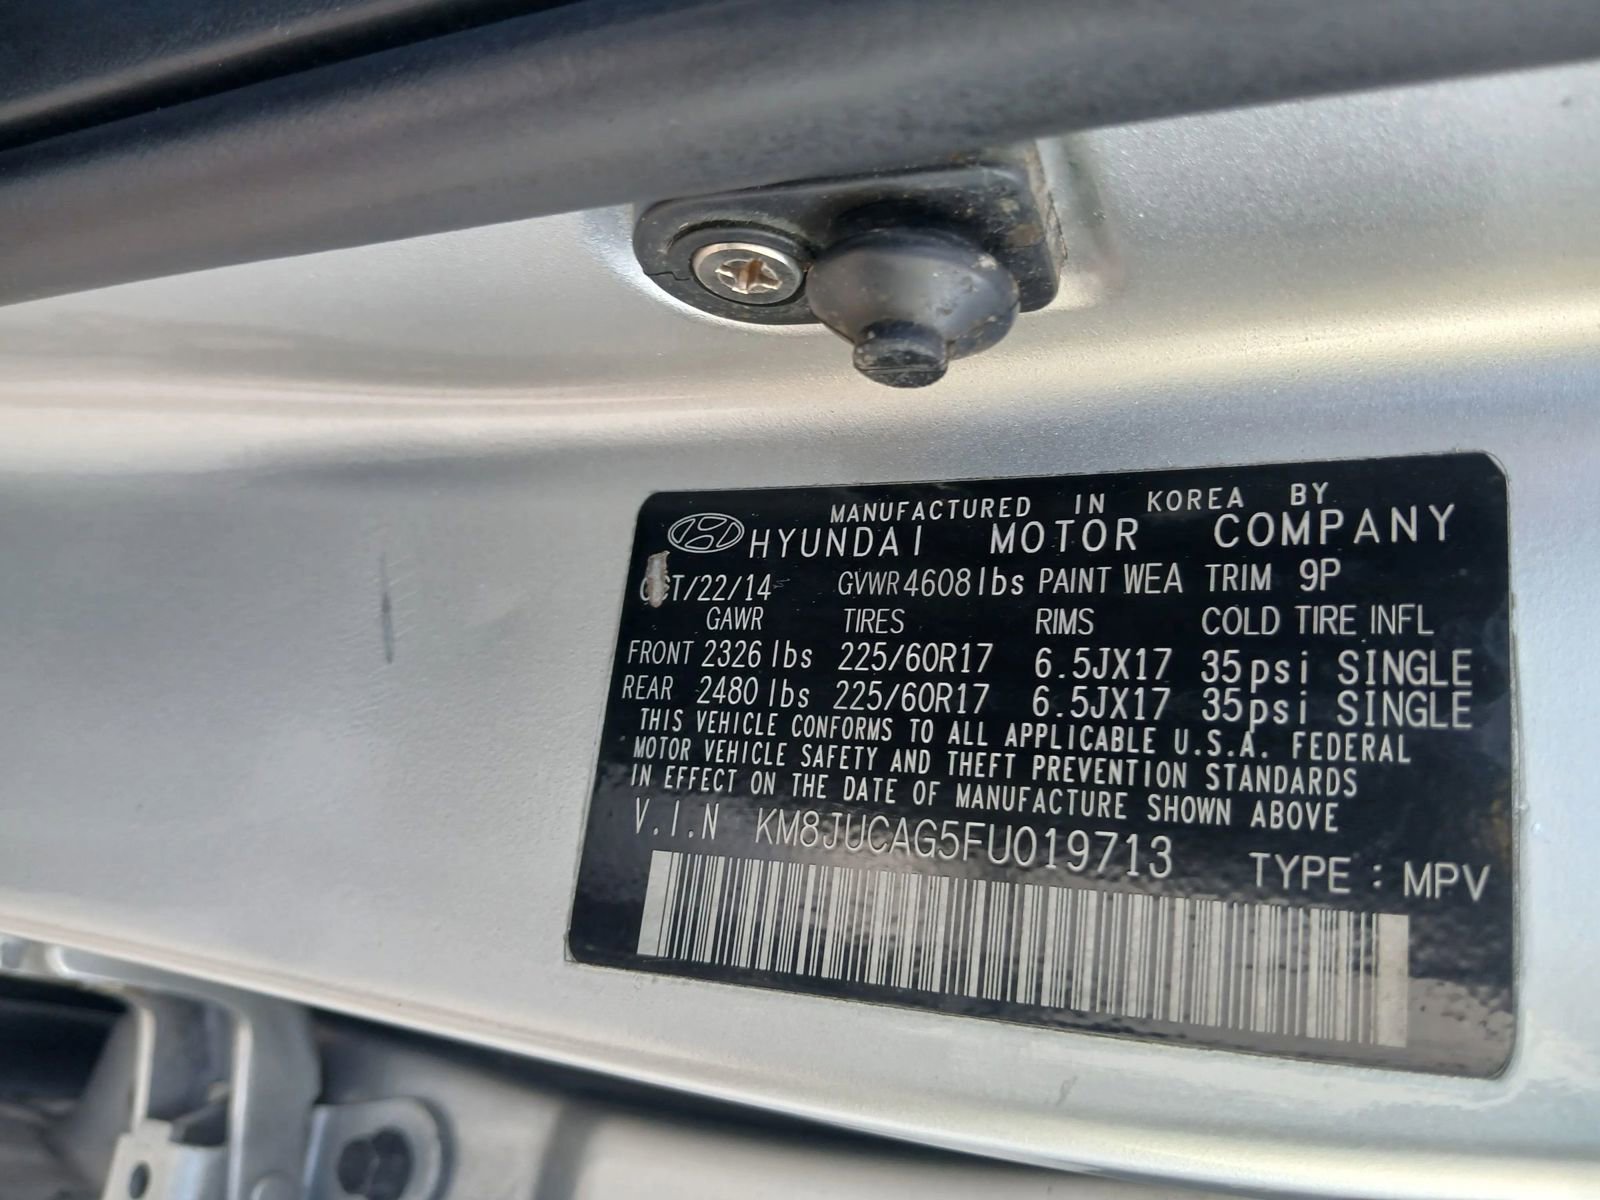 MANUFACTURED IN KOREA BY
HYUNDAI MOTOR COMPANY
OCT/22/14 GVWR 4608 lbs PAINT WEA TRIM 9P
GAWR TIRES RIMS COLD TIRE INFL
FRONT 2326 lbs 225/60R17 6.5JX17 35psi SINGLE
REAR 2480 lbs 225/60R17 6.5JX17 35psi SINGLE
THIS VEHICLE CONFORMS TO ALL APPLICABLE U.S.A. FEDERAL
MOTOR VEHICLE SAFETY AND THEFT PREVENTION STANDARDS
IN EFFECT ON THE DATE OF MANUFACTURE SHOWN ABOVE
V.I.N KM8JUCAG5FU019713 TYPE : MPV